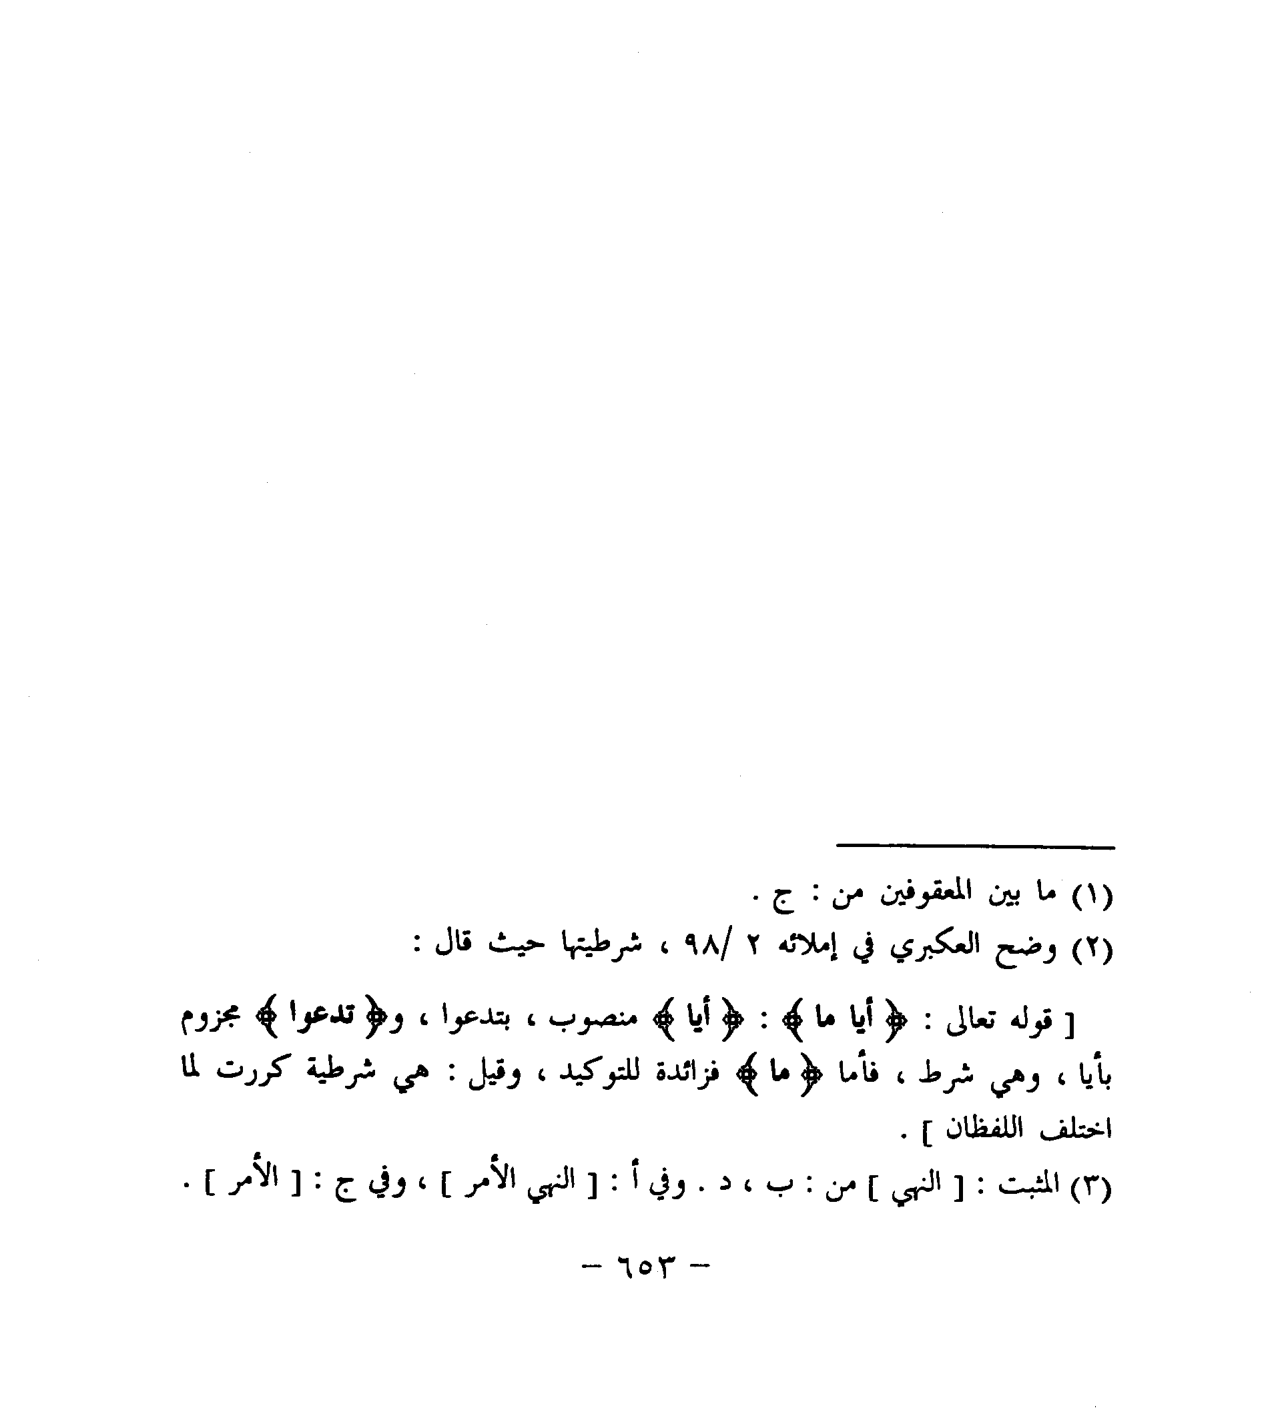 (١) ما بين المعقوفين من : ج .
(٢) وضح العكبري في إملائه ٢ /٩٨ ، شرطيتها حيث قال :
[ قوله تعالى : ﴿ أيا ما ﴾ : ﴿ أيا ﴾ منصوب ، بتدعوا ، و﴿ تدعوا ﴾ مجزوم
بأيا ، وهي شرط ، فأما ﴿ ما ﴾ فزائدة للتوكيد ، وقيل : هي شرطية كررت لما
اختلف اللفظان ] .
(٣) المثبت : [ النهي ] من : ب ، د . وفي أ : [ النهي الأمر ] ، وفي ج : [ الأمر ] .
– ٦٥٣ –